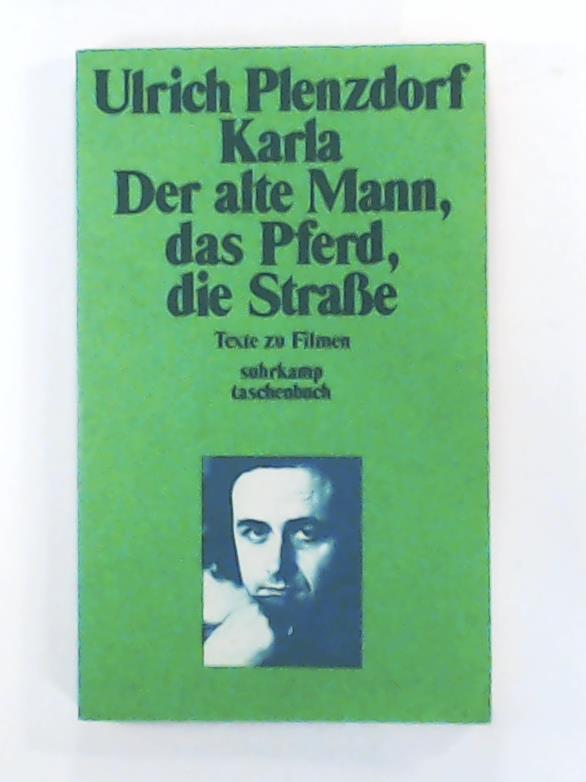 Ulrich Plenzdorf
Karla
Der alte Mann,
das Pferd,
die Straße
Texte zu Filmen
suhrkamp
taschenbuch